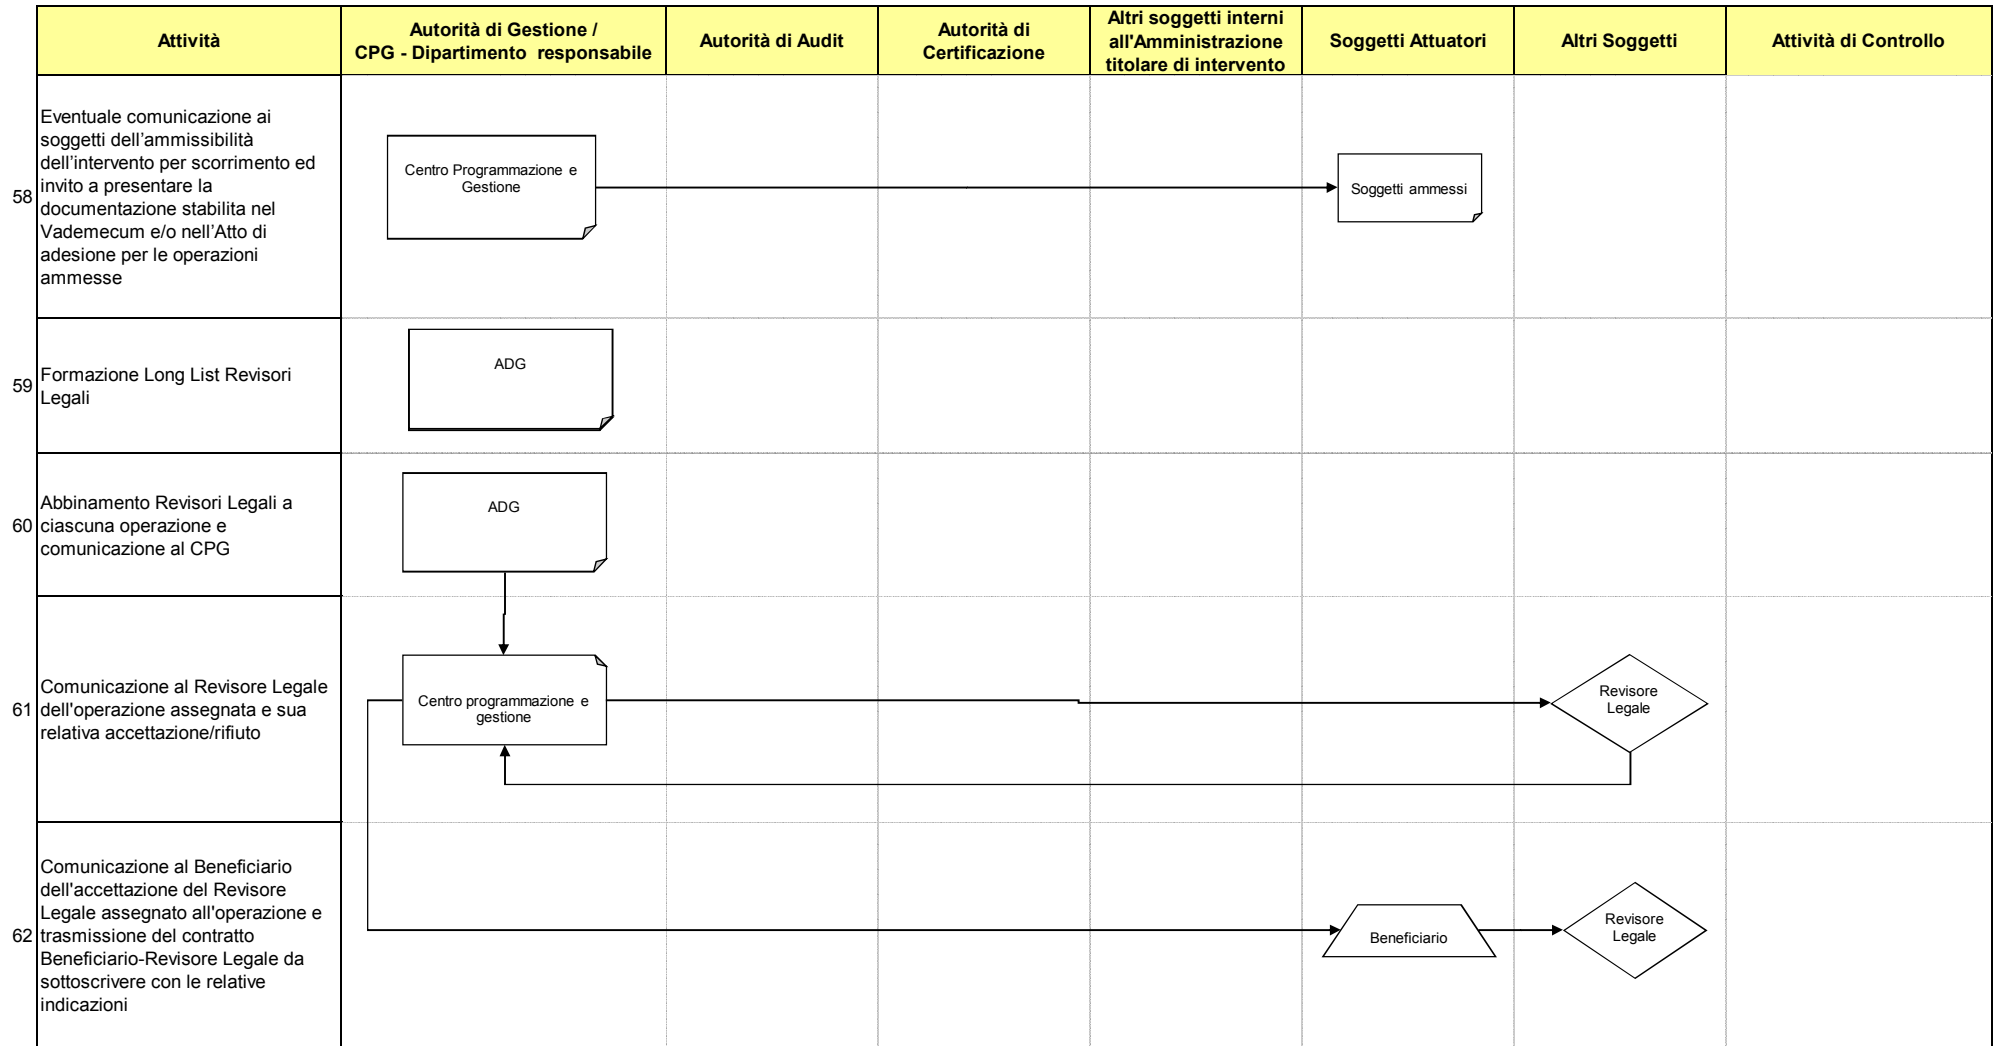 Attività
Autorità di Gestione /
CPG - Dipartimento responsabile
Autorità di Audit
Autorità di
Certificazione
Altri soggetti interni
all'Amministrazione
titolare di intervento
Soggetti Attuatori
Altri Soggetti
Attività di Controllo
58
Eventuale comunicazione ai
soggetti dell’ammissibilità
dell’intervento per scorrimento ed
invito a presentare la
documentazione stabilita nel
Vademecum e/o nell’Atto di
adesione per le operazioni
ammesse
Centro Programmazione e
Gestione
Soggetti ammessi
59
Formazione Long List Revisori
Legali
ADG
60
Abbinamento Revisori Legali a
ciascuna operazione e
comunicazione al CPG
ADG
61
Comunicazione al Revisore Legale
dell'operazione assegnata e sua
relativa accettazione/rifiuto
Centro programmazione e
gestione
Revisore
Legale
62
Comunicazione al Beneficiario
dell'accettazione del Revisore
Legale assegnato all'operazione e
trasmissione del contratto
Beneficiario-Revisore Legale da
sottoscrivere con le relative
indicazioni
Beneficiario
Revisore
Legale